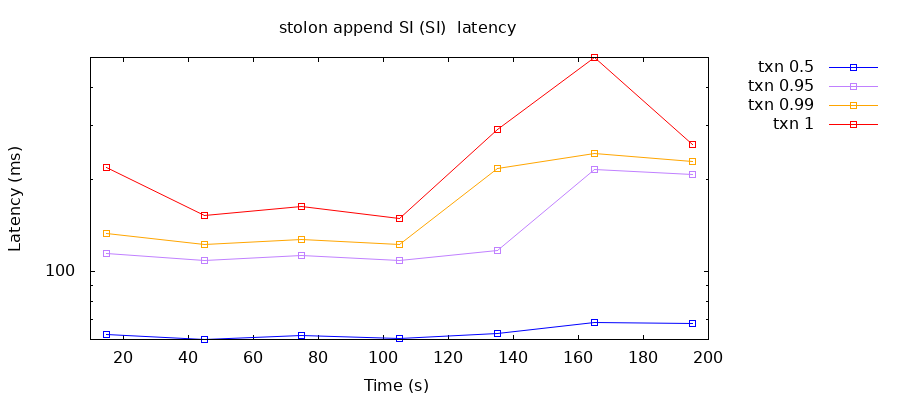 stolon append SI (SI)  latency
txn 0.5
txn 0.95
txn 0.99
txn 1
Latency (ms)
100
20 40 60 80 100 120 140 160 180 200
Time (s)